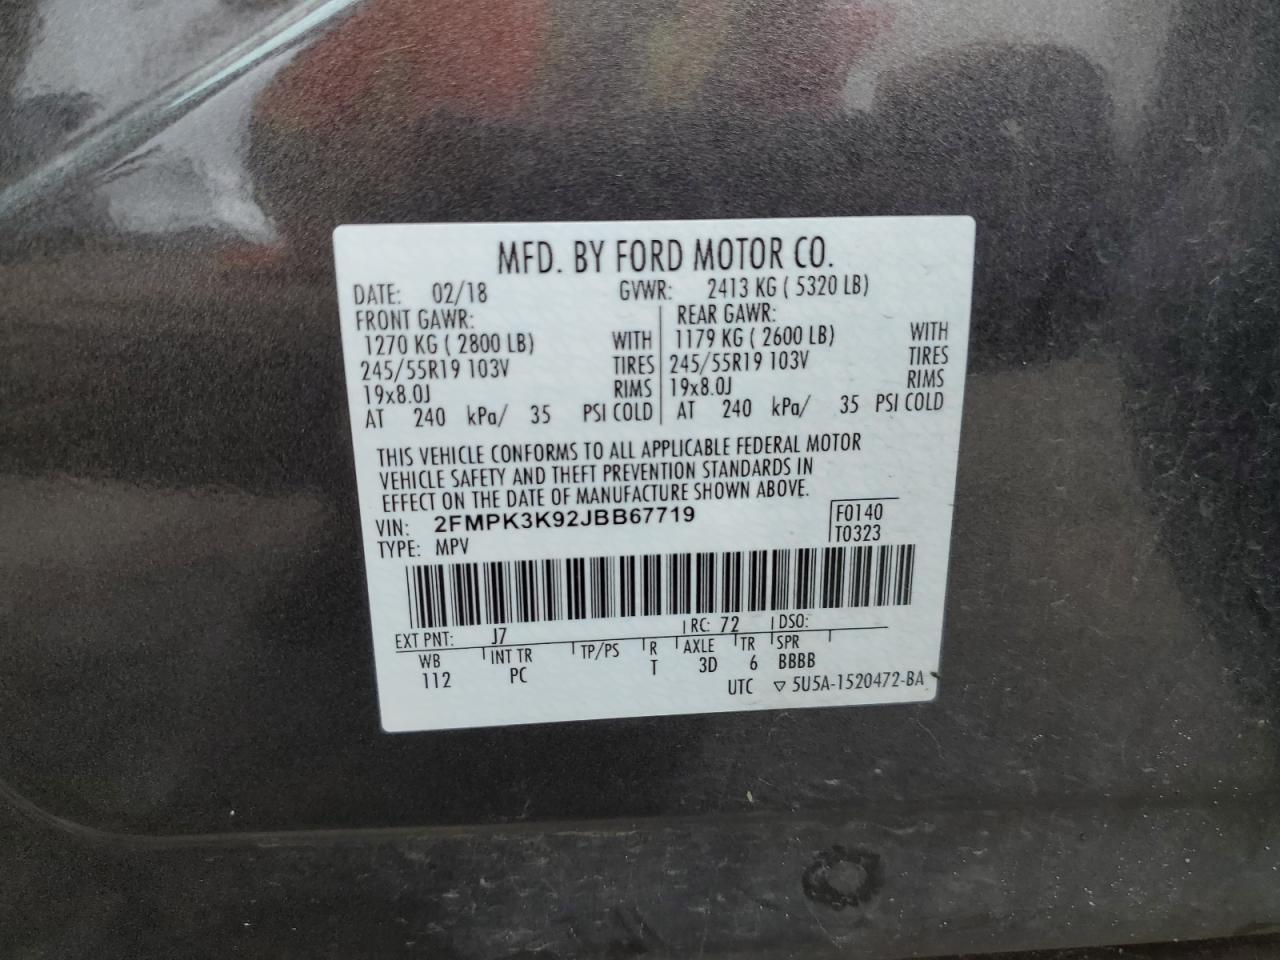 MFD. BY FORD MOTOR CO.
DATE: 02/18 GVWR: 2413 KG ( 5320 LB)
FRONT GAWR: REAR GAWR:
1270 KG ( 2800 LB) WITH 1179 KG ( 2600 LB) WITH
245/55R19 103V TIRES 245/55R19 103V TIRES
19x8.0J RIMS 19x8.0J RIMS
AT 240 kPa/ 35 PSI COLD AT 240 kPa/ 35 PSI COLD
THIS VEHICLE CONFORMS TO ALL APPLICABLE FEDERAL MOTOR
VEHICLE SAFETY AND THEFT PREVENTION STANDARDS IN
EFFECT ON THE DATE OF MANUFACTURE SHOWN ABOVE.
VIN: 2FMPK3K92JBB67719 F0140
TYPE: MPV T0323
EXT PNT: J7 RC: 72 DSO:
WB INT TR TP/PS R AXLE TR SPR
112 PC T 3D 6 BBBB
UTC ▽ 5U5A-1520472-BA